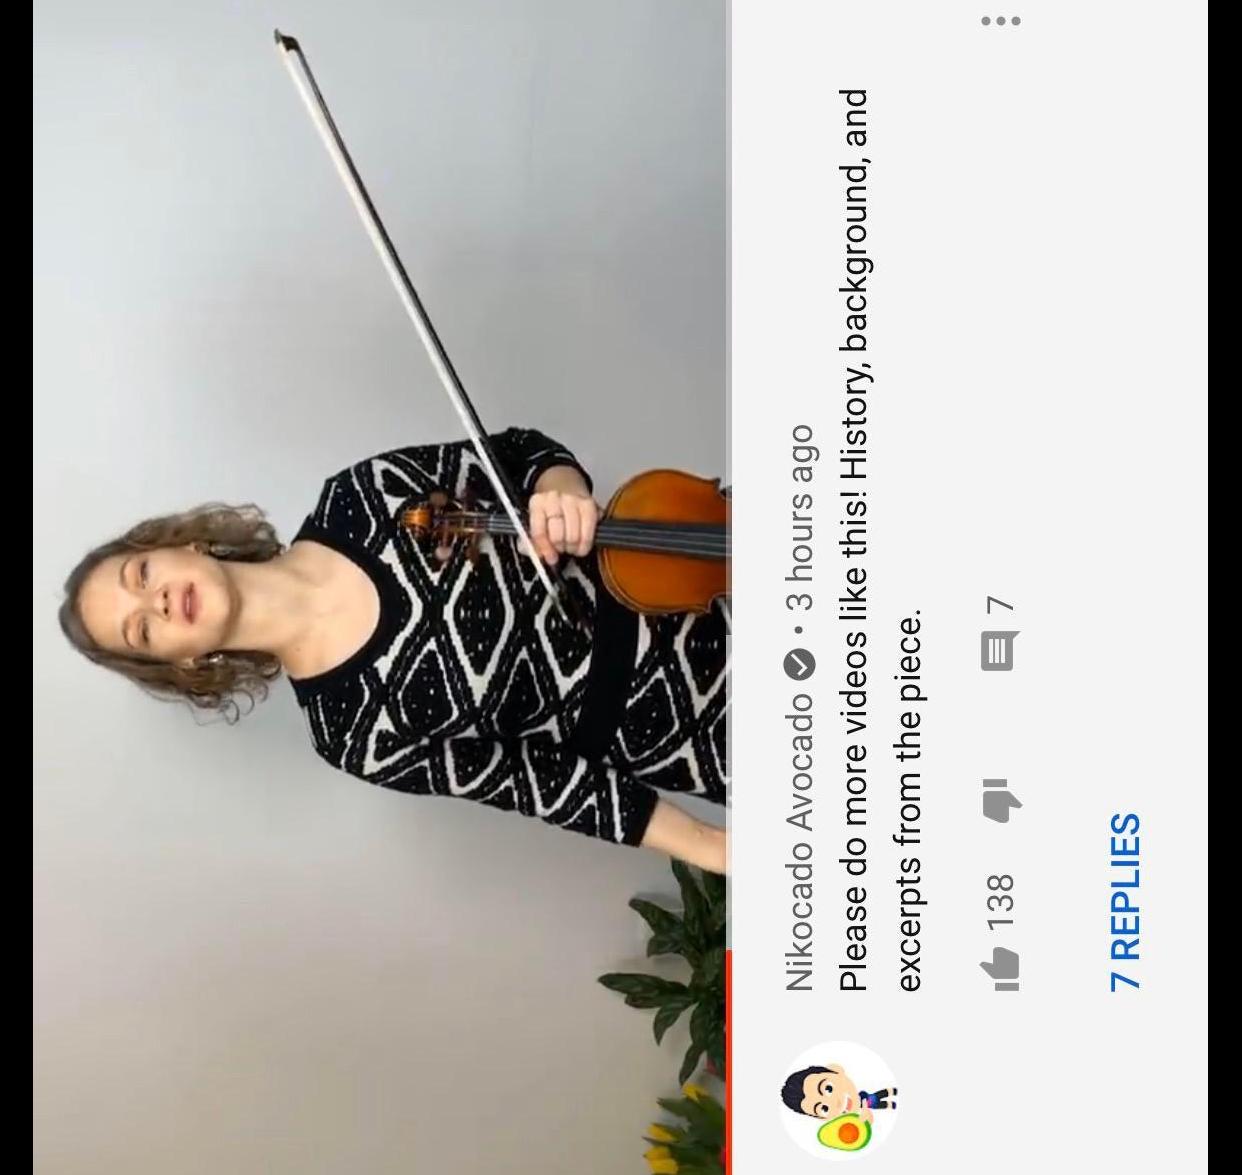 Nikocado Avocado • 3 hours ago
Please do more videos like this! History, background, and
excerpts from the piece.
138
7
7 REPLIES